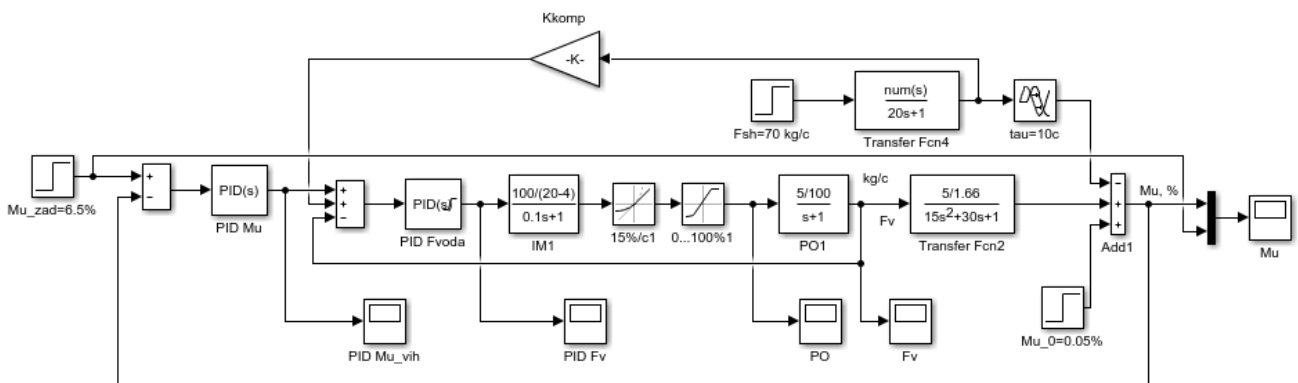 Kkomp
-K-
Fsh=70 kg/c
num(s)
20s+1
Transfer Fcn4
tau=10c
Mu_zad=6.5%
+
−
PID(s)
PID Mu
+
+
−
PID(s)
PID Fvoda
100/(20-4)
0.1s+1
IM1
15%/c1
0...100%1
5/100
s+1
PO1
kg/c
Fv
5/1.66
15s²+30s+1
Transfer Fcn2
−
+
+
Add1
Mu, %
Mu
Mu_0=0.05%
PID Mu_vih
PID Fv
PO
Fv